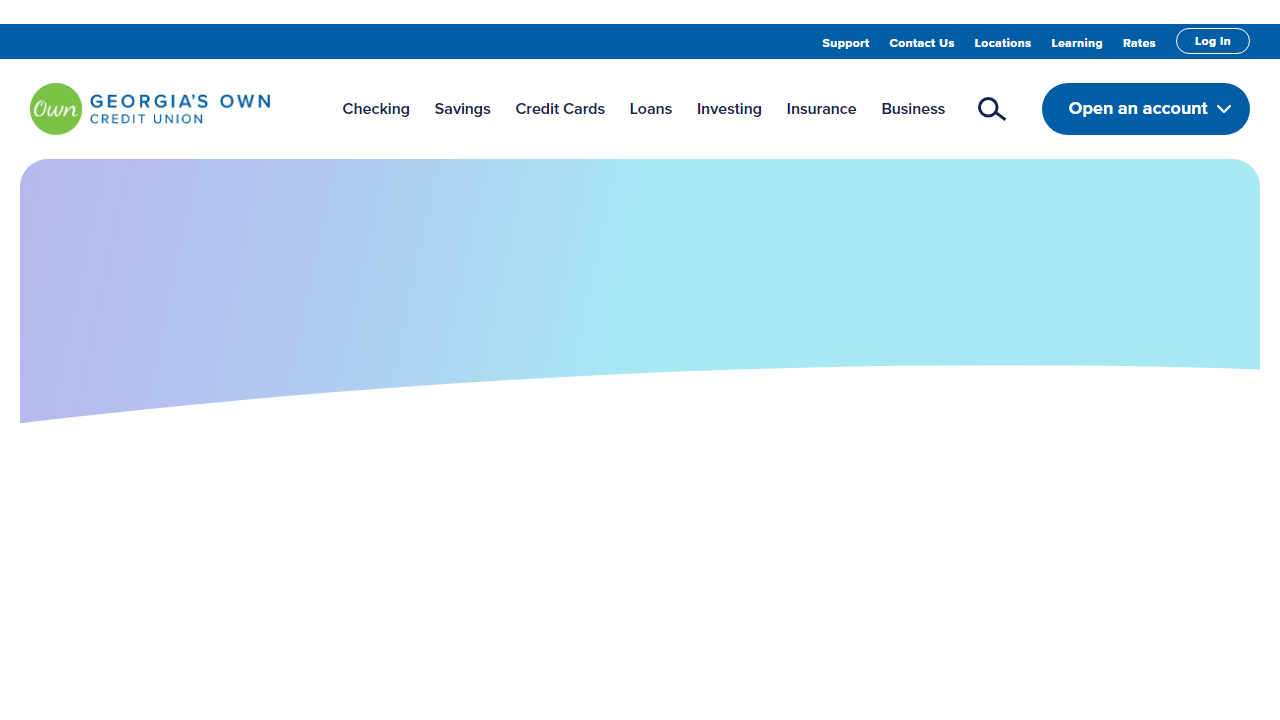 Support Contact Us Locations Learning Rates Log In
Own GEORGIA'S OWN
CREDIT UNION
Checking Savings Credit Cards Loans Investing Insurance Business Open an account